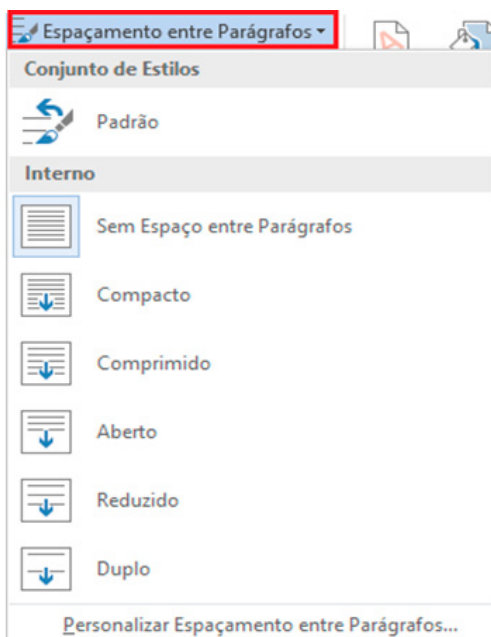 Espaçamento entre Parágrafos
Conjunto de Estilos
Padrão
Interno
Sem Espaço entre Parágrafos
Compacto
Comprimido
Aberto
Reduzido
Duplo
Personalizar Espaçamento entre Parágrafos...